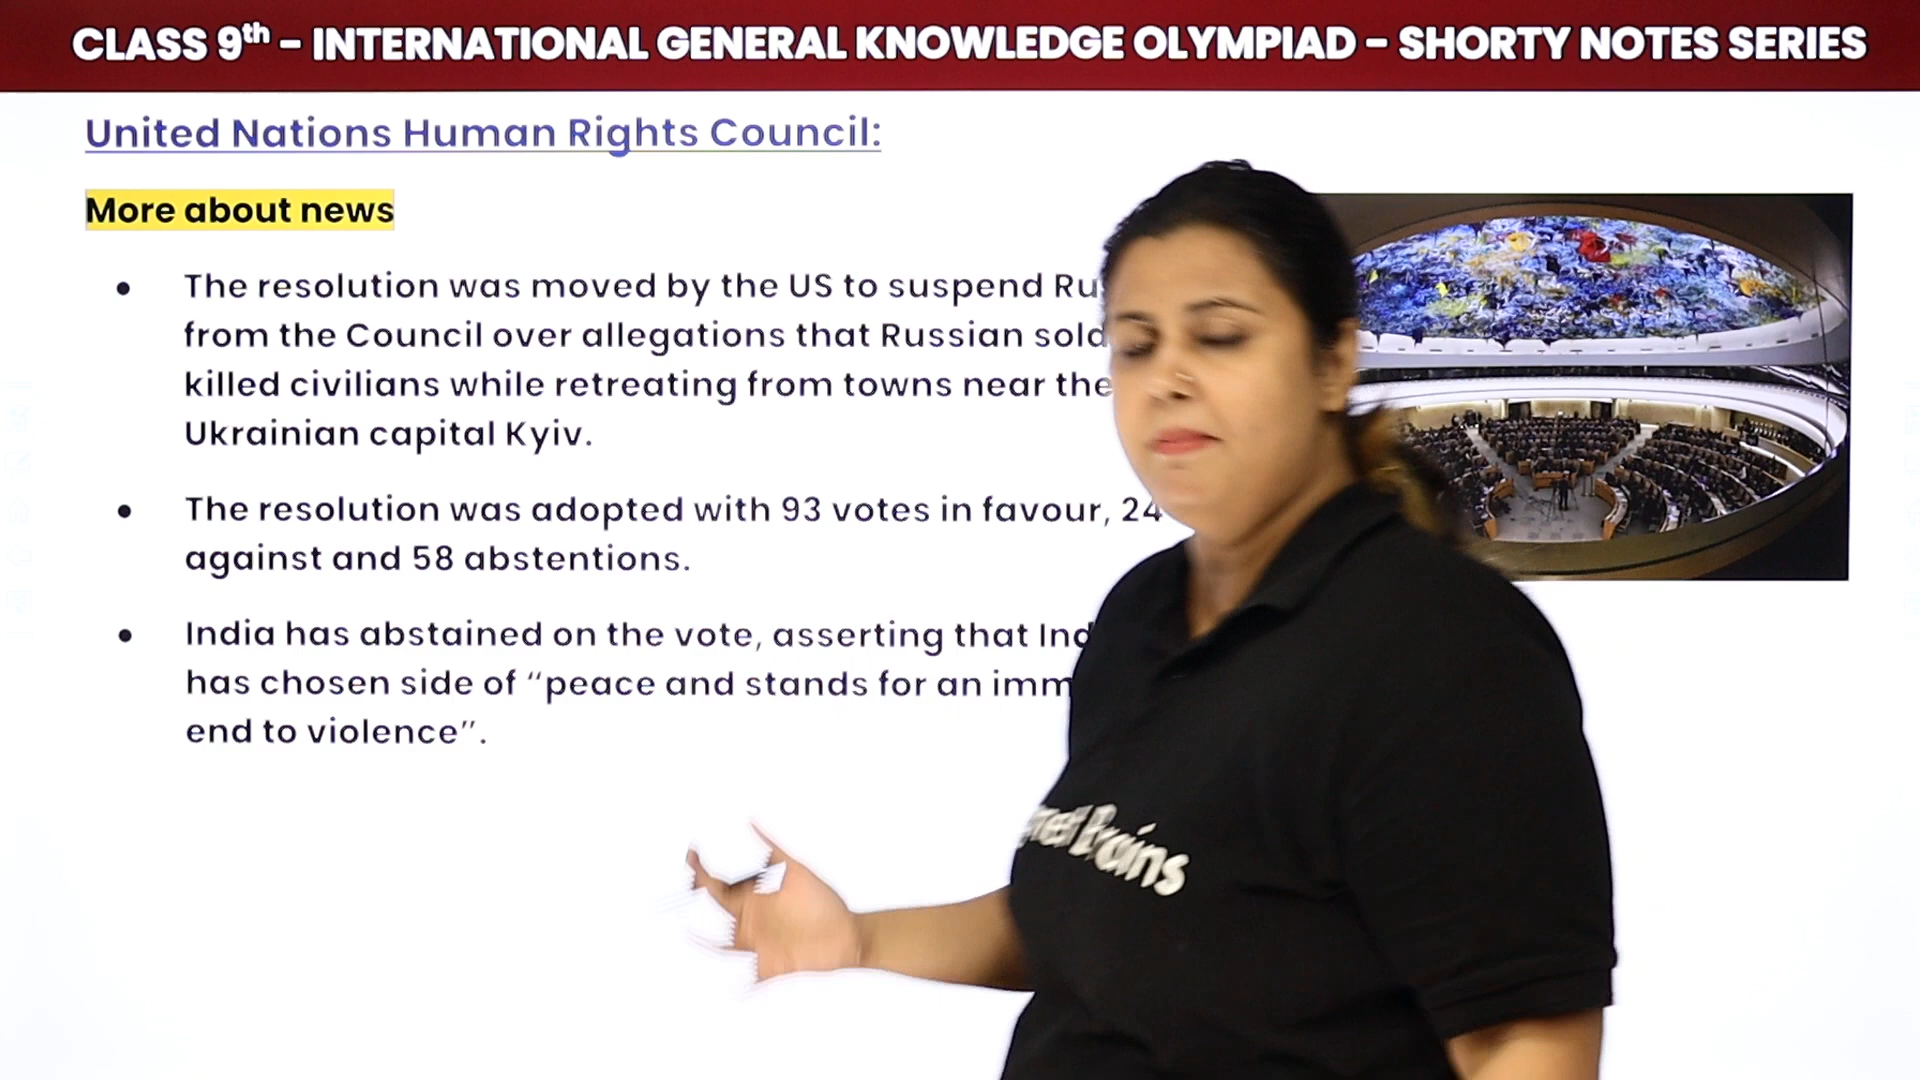 CLASS 9th – INTERNATIONAL GENERAL KNOWLEDGE OLYMPIAD – SHORTY NOTES SERIES
United Nations Human Rights Council:
More about news
• The resolution was moved by the US to suspend
from the Council over allegations that Russian
killed civilians while retreating from towns near the
Ukrainian capital Kyiv.
• The resolution was adopted with 93 votes in favour, 24
against and 58 abstentions.
• India has abstained on the vote, asserting that
has chosen side of “peace and stands for an
end to violence”.
Brains